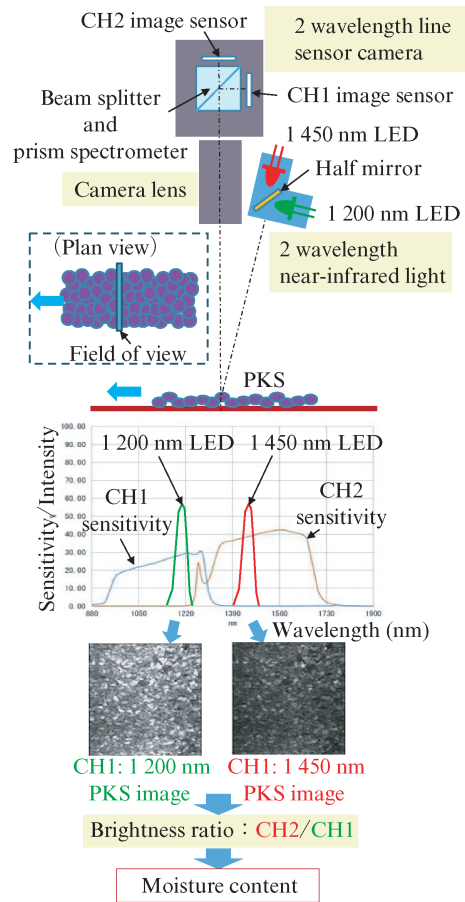 CH2 image sensor
2 wavelength line
sensor camera
Beam splitter
and
prism spectrometer
CH1 image sensor
1 450 nm LED
Half mirror
Camera lens
1 200 nm LED
2 wavelength
near-infrared light
(Plan view)
Field of view
PKS
Sensitivity/Intensity
100.00
90.00
80.00
70.00
60.00
50.00
40.00
30.00
20.00
10.00
0.00
1 200 nm LED
1 450 nm LED
CH1
sensitivity
CH2
sensitivity
880
1050
1220
1390
1560
1730
1900
nm
Wavelength (nm)
CH1: 1 200 nm
PKS image
CH1: 1 450 nm
PKS image
Brightness ratio : CH2/CH1
Moisture content